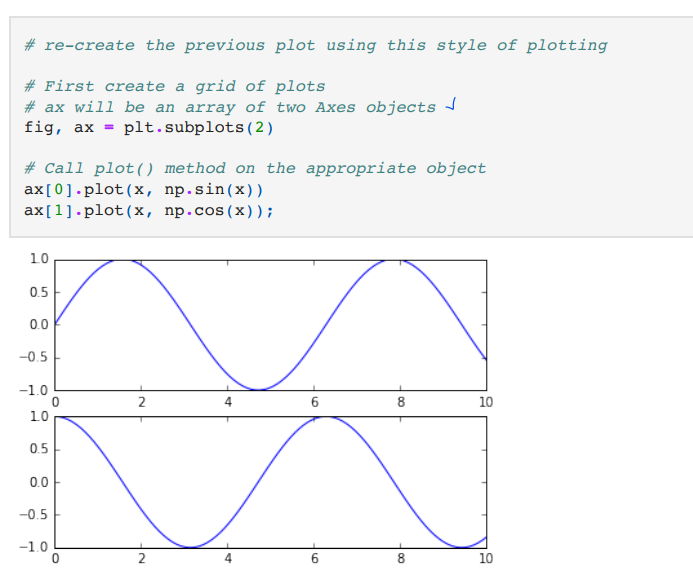 # re-create the previous plot using this style of plotting
# First create a grid of plots
# ax will be an array of two Axes objects
fig, ax = plt.subplots(2)
# Call plot() method on the appropriate object
ax[0].plot(x, np.sin(x))
ax[1].plot(x, np.cos(x));
1.0
0.5
0.0
−0.5
−1.0
0 2 4 6 8 10
1.0
0.5
0.0
−0.5
−1.0
0 2 4 6 8 10